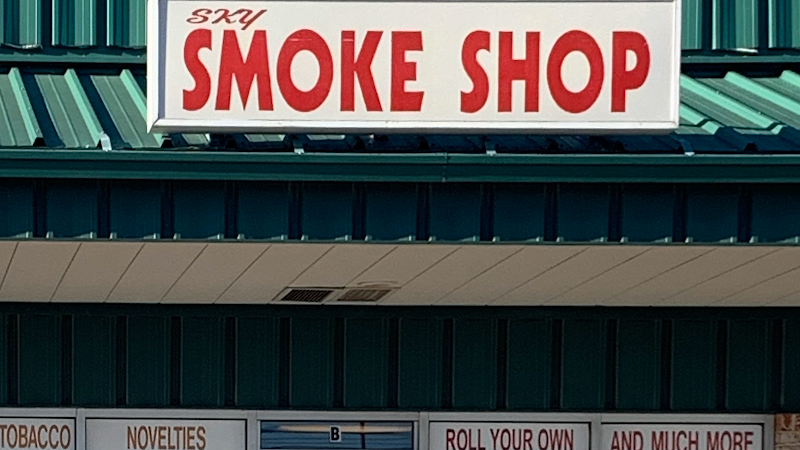 SKY
SMOKE SHOP
TOBACCO
NOVELTIES
B
ROLL YOUR OWN
AND MUCH MORE